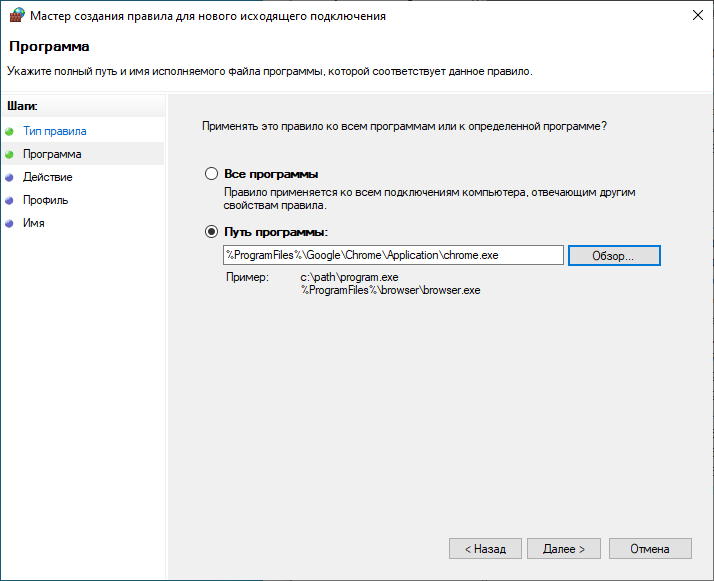 Мастер создания правила для нового исходящего подключения
Программа
Укажите полный путь и имя исполняемого файла программы, которой соответствует данное правило.
Шаги:
Тип правила
Программа
Действие
Профиль
Имя
Применять это правило ко всем программам или к определенной программе?
Все программы
Правило применяется ко всем подключениям компьютера, отвечающим другим
свойствам правила.
Путь программы:
%ProgramFiles%\Google\Chrome\Application\chrome.exe
Обзор...
Пример:
c:\path\program.exe
%ProgramFiles%\browser\browser.exe
< Назад
Далее >
Отмена